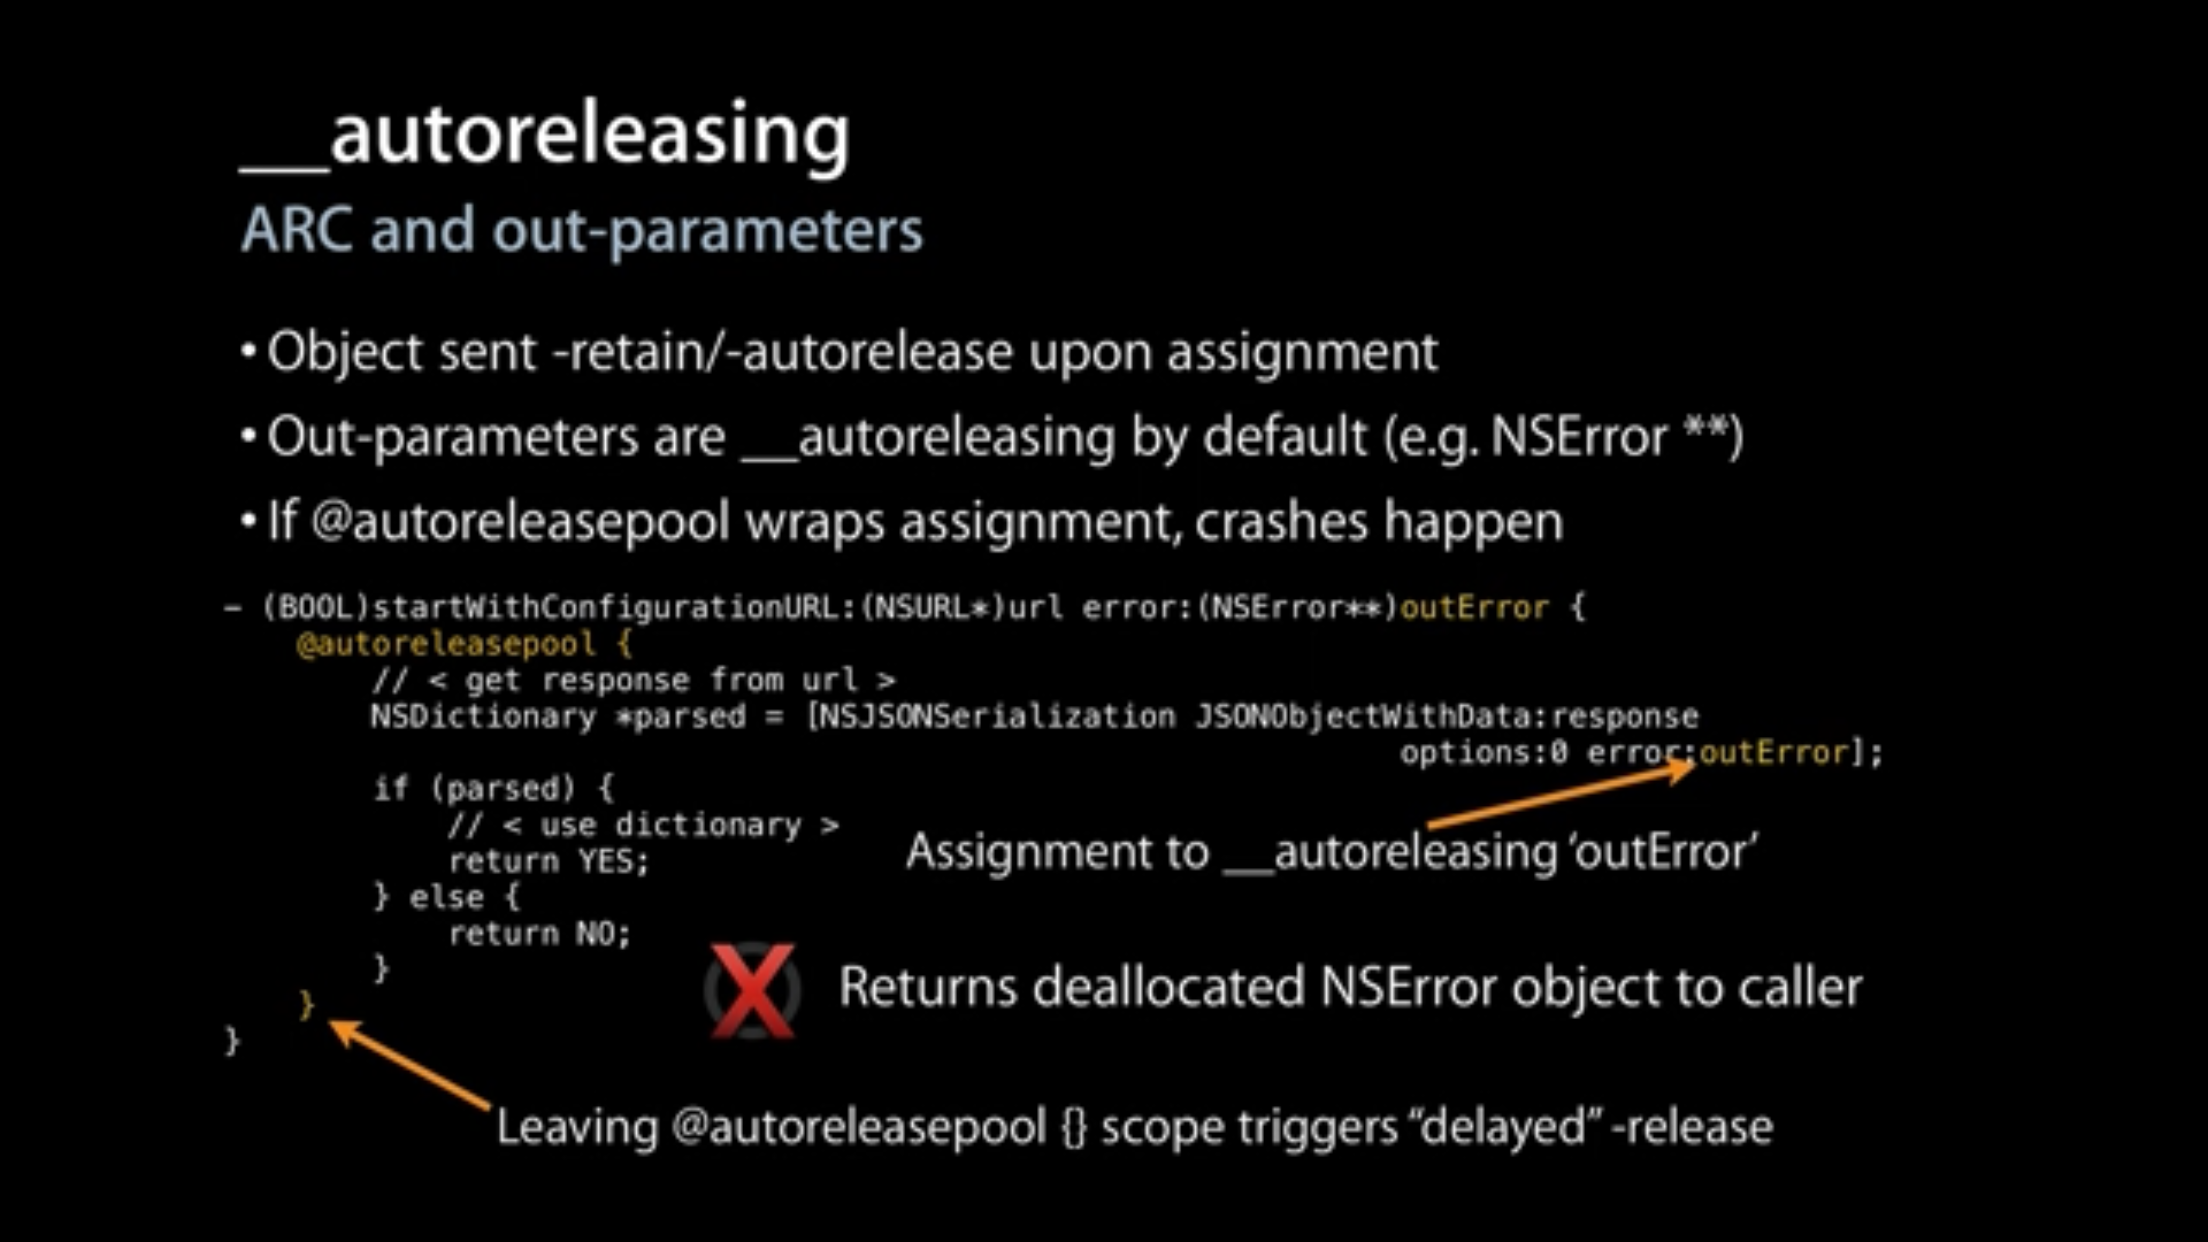 __autoreleasing
ARC and out-parameters
• Object sent -retain/-autorelease upon assignment
• Out-parameters are __autoreleasing by default (e.g. NSError **)
• If @autoreleasepool wraps assignment, crashes happen
– (BOOL)startWithConfigurationURL:(NSURL*)url error:(NSError**)outError {
@autoreleasepool {
// < get response from url >
NSDictionary *parsed = [NSJSONSerialization JSONObjectWithData:response
options:0 error:outError];
if (parsed) {
// < use dictionary >
return YES;
Assignment to __autoreleasing ‘outError’
} else {
return NO;
}
X Returns deallocated NSError object to caller
}
}
Leaving @autoreleasepool {} scope triggers “delayed” -release